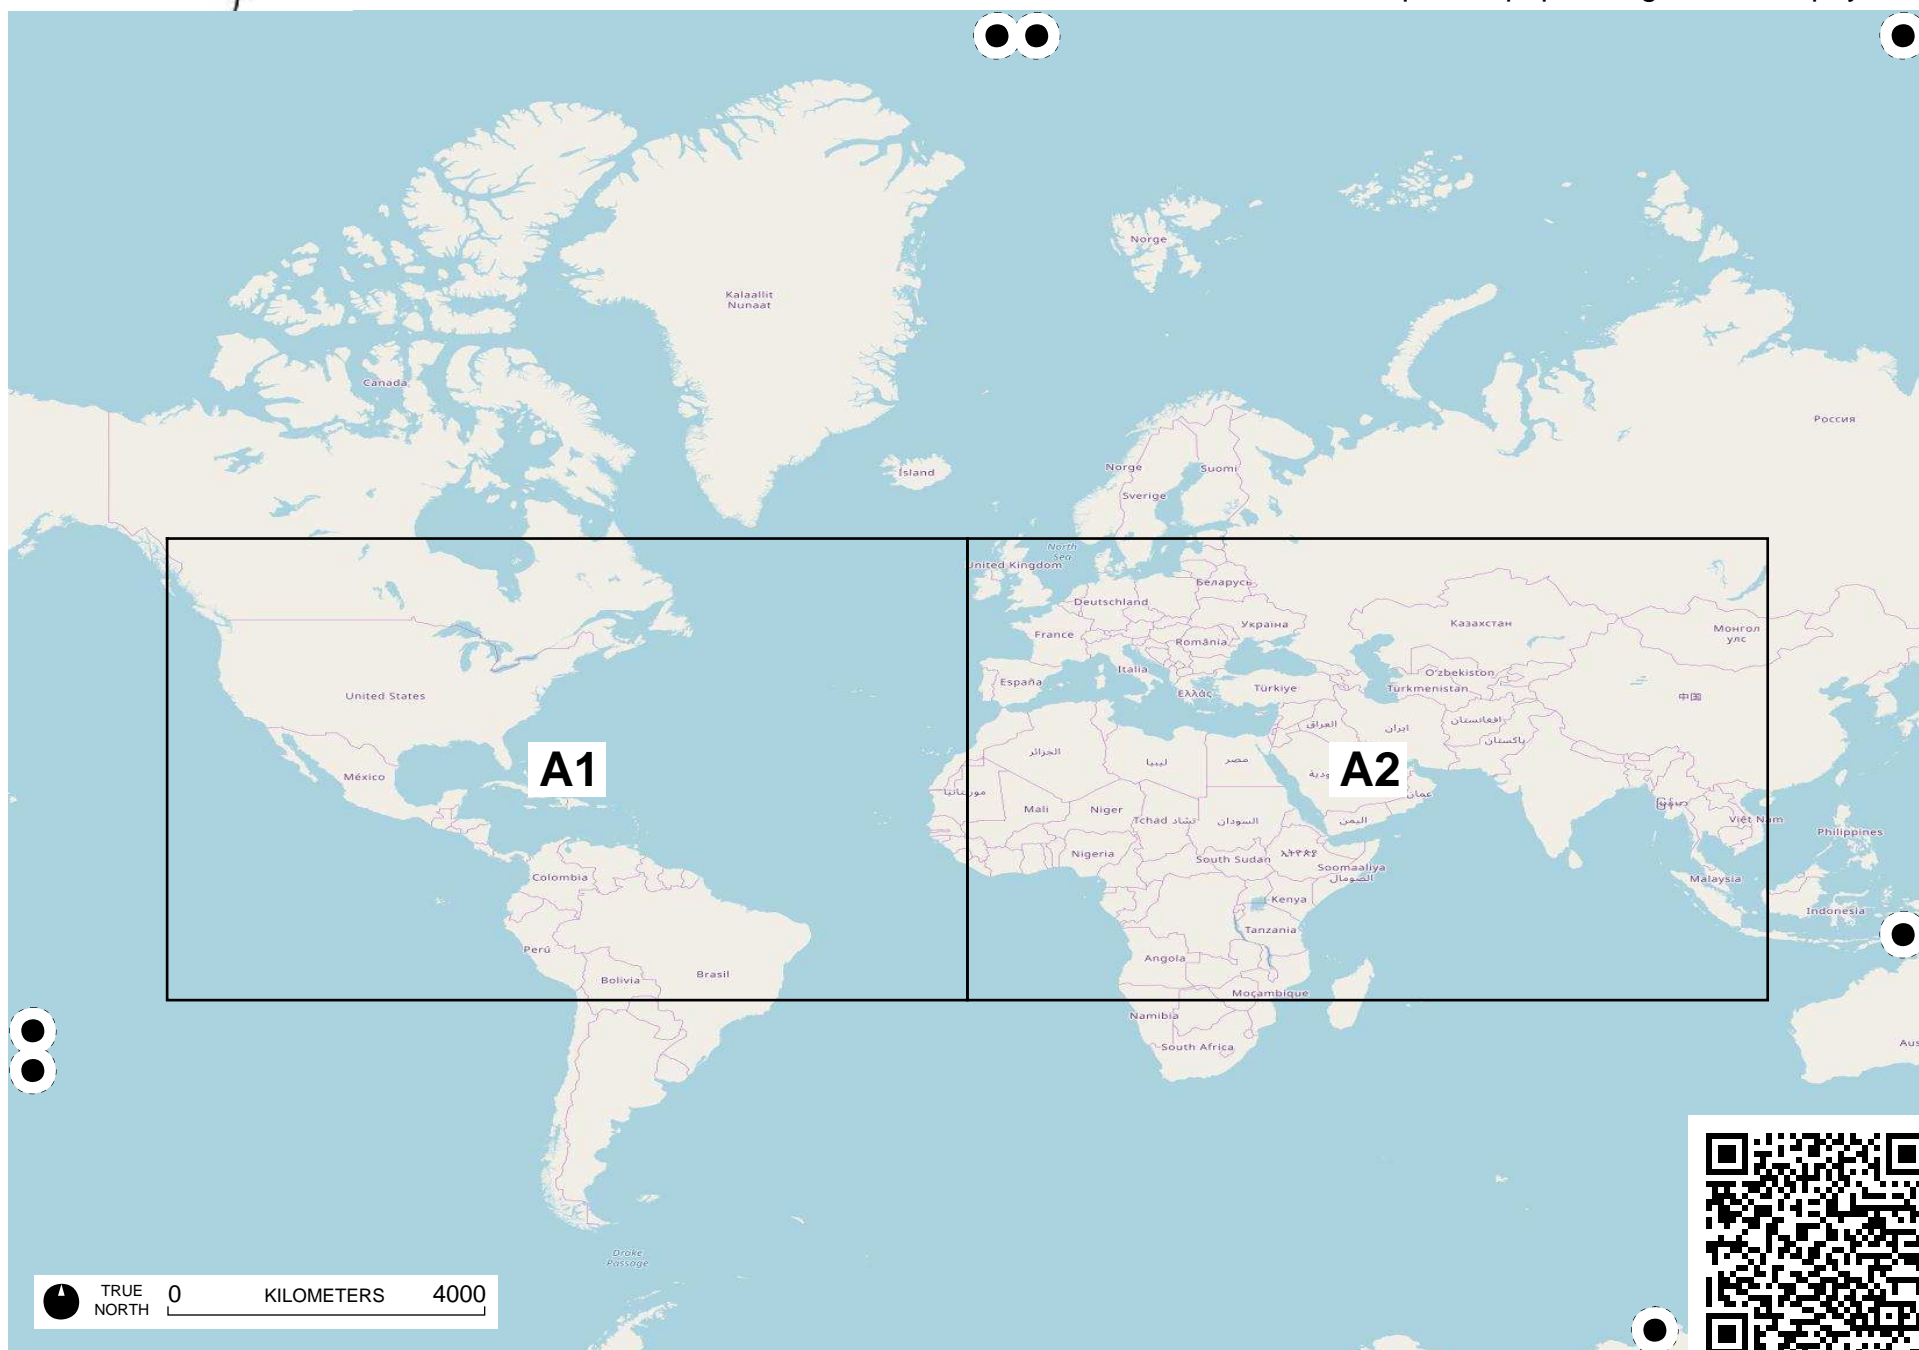 Norge
Kalaallit
Nunaat
Canada
Россия
Ísland
Norge
Suomi
Sverige
North
Sea
United Kingdom
Беларусь
Deutschland
Україна
Казахстан
Монгол
улс
France
România
Italia
O'zbekiston
España
Ελλάς
Türkiye
Turkmenistan
中国
United States
العراق
ایران
افغانستان
پاکستان
الجزائر
ليبيا
مصر
A1
A2
México
عمان
موريتانيا
Mali
Niger
Tchad تشاد
السودان
اليمن
Việt Nam
Philippines
Nigeria
South Sudan
Soomaaliya
الصومال
Colombia
Malaysia
Kenya
Indonesia
Tanzania
Perú
Angola
Bolivia
Brasil
Moçambique
Namibia
South Africa
Aus
Drake
Passage
TRUE
NORTH
0 KILOMETERS 4000